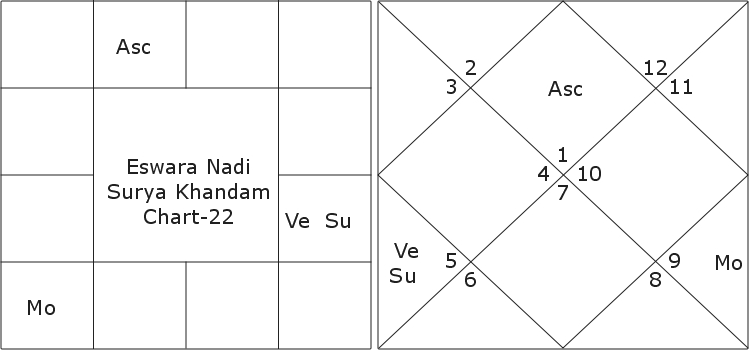 Asc
Eswara Nadi
Surya Khandam
Chart-22
Ve Su
Mo
2 12
3 11
Asc
1
4 10
7
Ve
Su
5 9
6 8
Mo